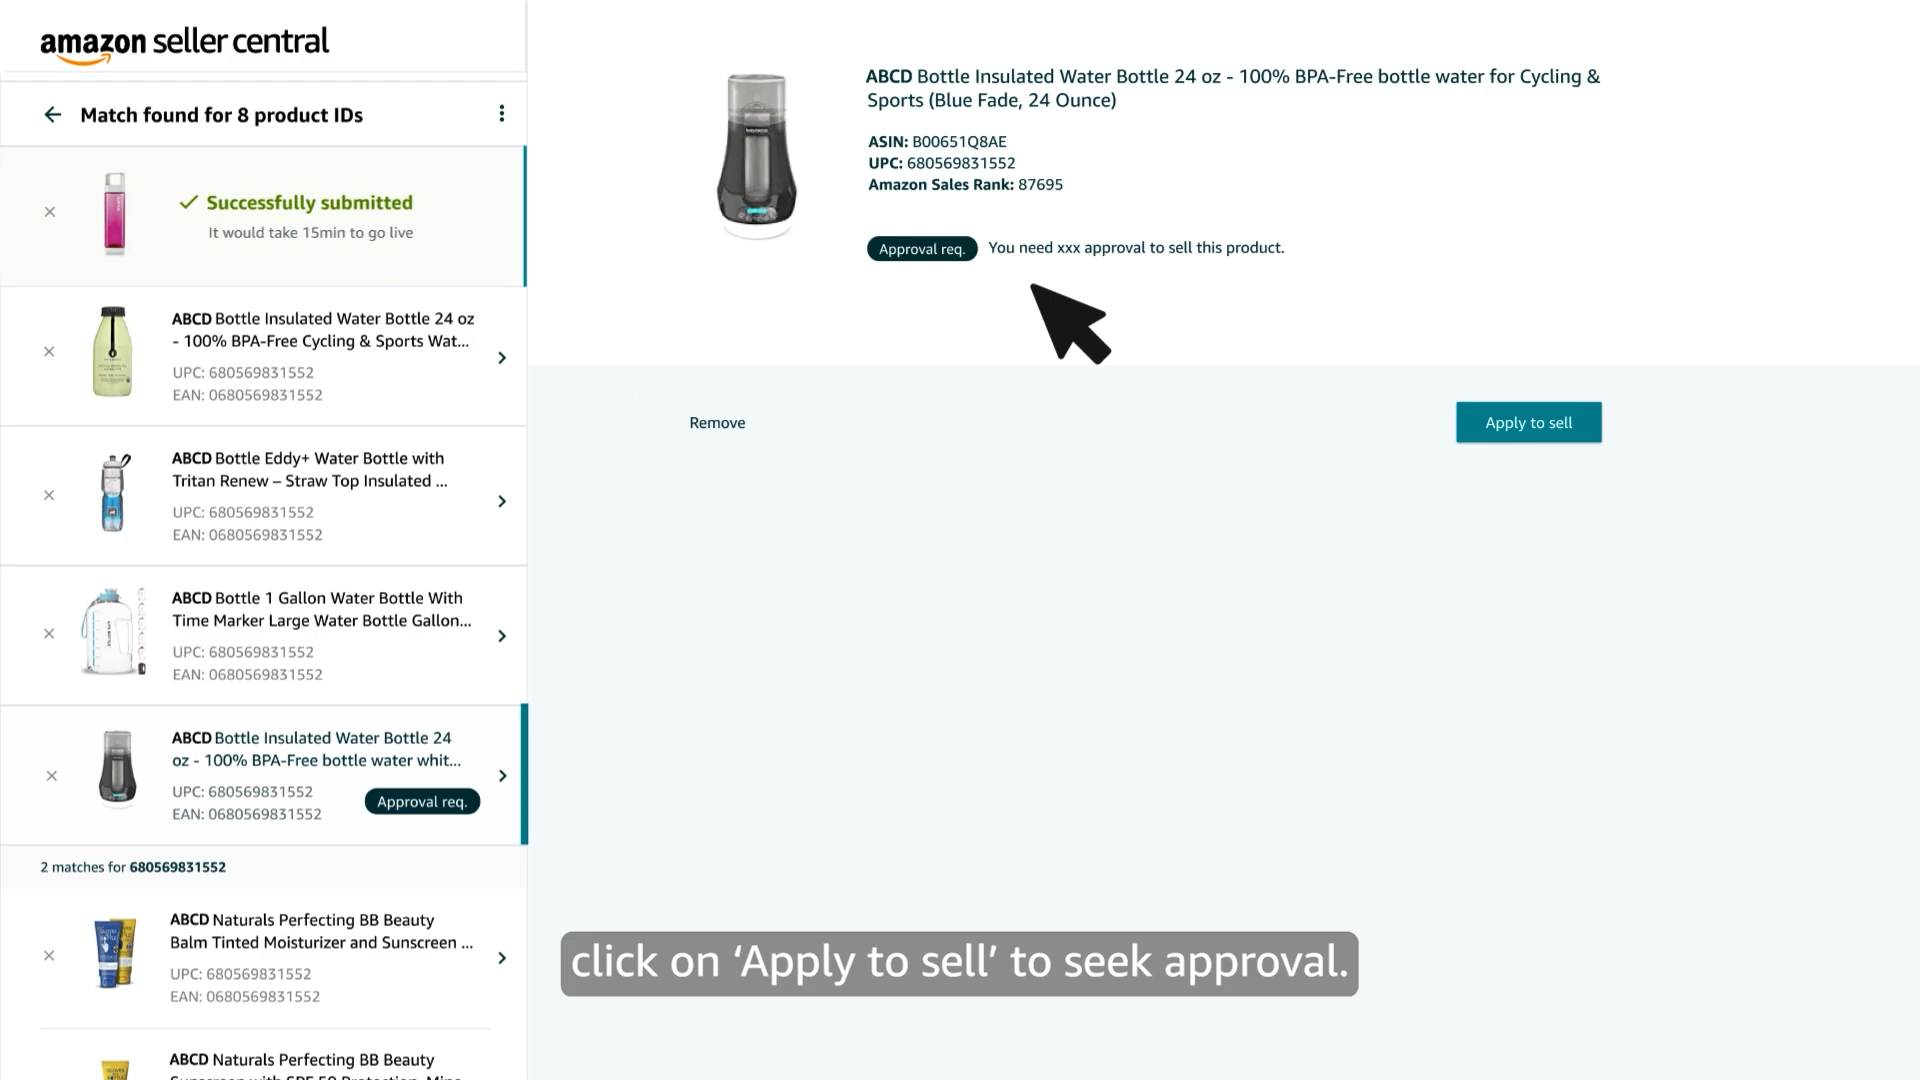 amazon seller central
Match found for 8 product IDs
Successfully submitted
It would take 15min to go live
ABCD Bottle Insulated Water Bottle 24 oz
- 100% BPA-Free Cycling & Sports Wat...
UPC: 680569831552
EAN: 0680569831552
ABCD Bottle Eddy+ Water Bottle with
Tritan Renew – Straw Top Insulated ...
UPC: 680569831552
EAN: 0680569831552
ABCD Bottle 1 Gallon Water Bottle With
Time Marker Large Water Bottle Gallon...
UPC: 680569831552
EAN: 0680569831552
ABCD Bottle Insulated Water Bottle 24
oz - 100% BPA-Free bottle water whit...
UPC: 680569831552
EAN: 0680569831552
Approval req.
2 matches for 680569831552
ABCD Naturals Perfecting BB Beauty
Balm Tinted Moisturizer and Sunscreen ...
UPC: 680569831552
EAN: 0680569831552
ABCD Naturals Perfecting BB Beauty
ABCD Bottle Insulated Water Bottle 24 oz - 100% BPA-Free bottle water for Cycling &
Sports (Blue Fade, 24 Ounce)
ASIN: B00651Q8AE
UPC: 680569831552
Amazon Sales Rank: 87695
Approval req. You need xxx approval to sell this product.
Remove
Apply to sell
click on ‘Apply to sell’ to seek approval.